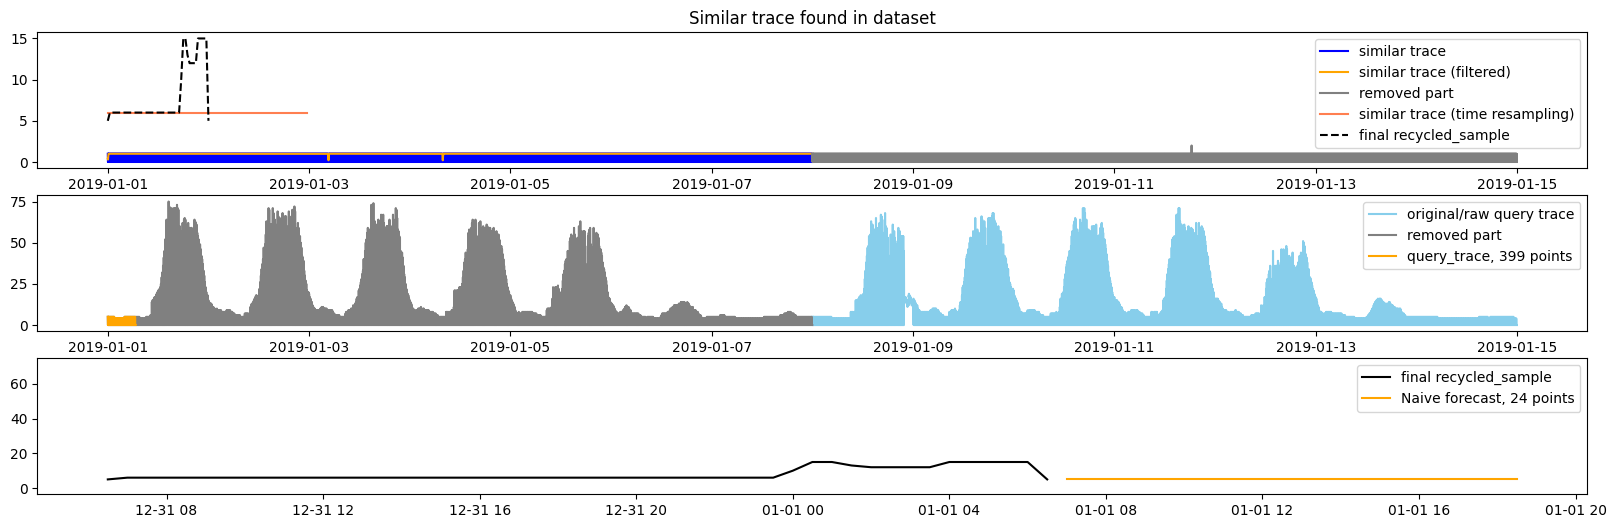 Similar trace found in dataset
15
10
5
0
similar trace
similar trace (filtered)
removed part
similar trace (time resampling)
final recycled_sample
2019-01-01 2019-01-03 2019-01-05 2019-01-07 2019-01-09 2019-01-11 2019-01-13 2019-01-15
75
50
25
0
original/raw query trace
removed part
query_trace, 399 points
2019-01-01 2019-01-03 2019-01-05 2019-01-07 2019-01-09 2019-01-11 2019-01-13 2019-01-15
60
40
20
0
final recycled_sample
Naive forecast, 24 points
12-31 08 12-31 12 12-31 16 12-31 20 01-01 00 01-01 04 01-01 08 01-01 12 01-01 16 01-01 20